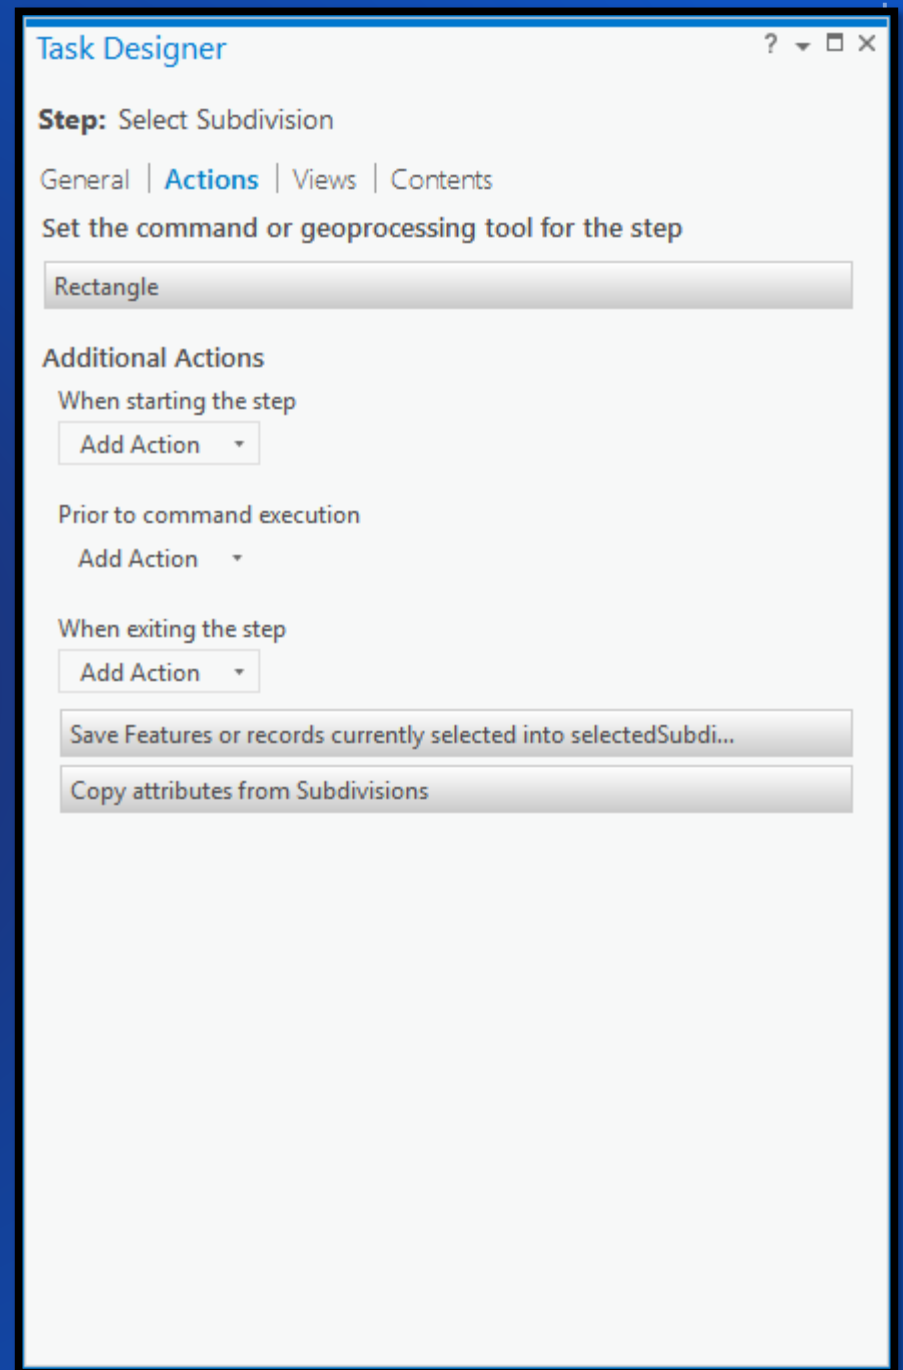 Task Designer
Step: Select Subdivision
General | Actions | Views | Contents
Set the command or geoprocessing tool for the step
Rectangle
Additional Actions
When starting the step
Add Action
Prior to command execution
Add Action
When exiting the step
Add Action
Save Features or records currently selected into selectedSubdi...
Copy attributes from Subdivisions